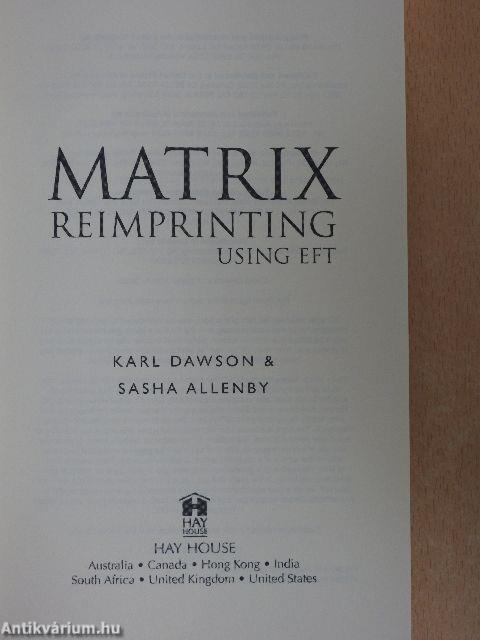 MATRIX
REIMPRINTING
USING EFT
KARL DAWSON &
SASHA ALLENBY
HAY
HOUSE
HAY HOUSE
Australia • Canada • Hong Kong • India
South Africa • United Kingdom • United States
Antikvárium.hu